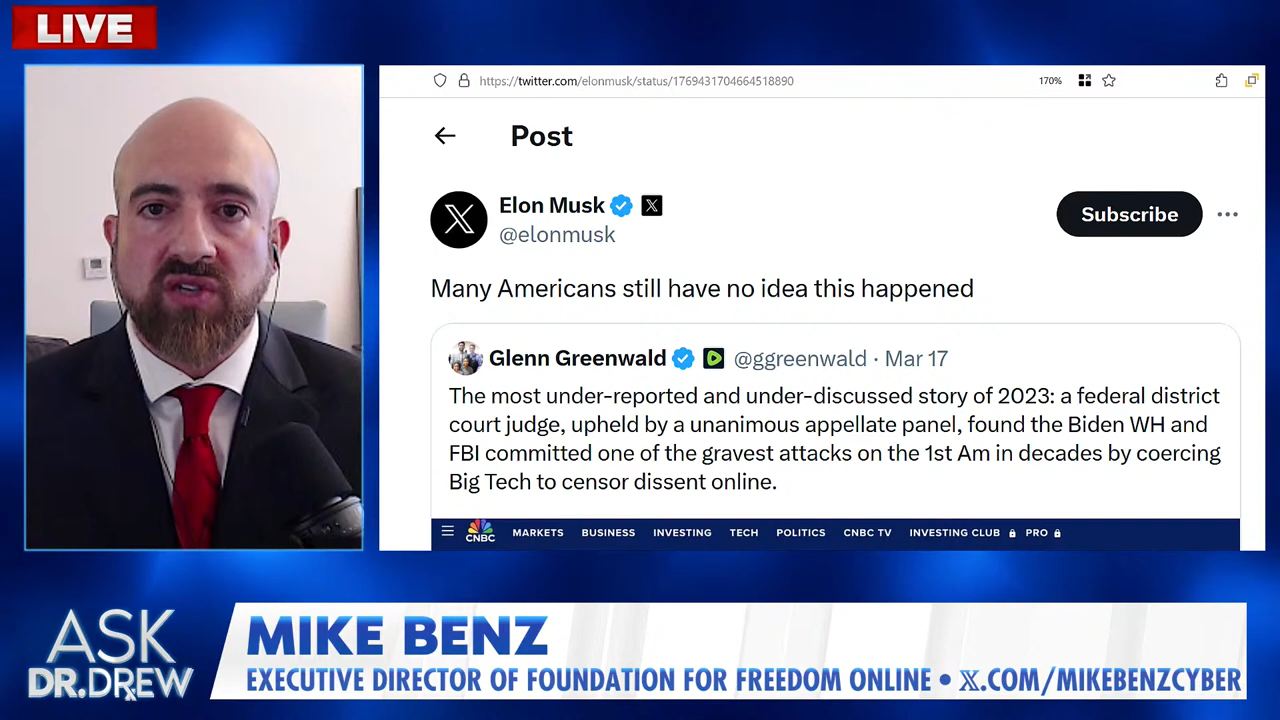 LIVE
https://twitter.com/elonmusk/status/1769431704664518890
170%
Post
Elon Musk
@elonmusk
Subscribe
Many Americans still have no idea this happened
Glenn Greenwald @ggreenwald · Mar 17
The most under-reported and under-discussed story of 2023: a federal district
court judge, upheld by a unanimous appellate panel, found the Biden WH and
FBI committed one of the gravest attacks on the 1st Am in decades by coercing
Big Tech to censor dissent online.
CNBC MARKETS BUSINESS INVESTING TECH POLITICS CNBC TV INVESTING CLUB PRO
ASK
DR. DREW
MIKE BENZ
EXECUTIVE DIRECTOR OF FOUNDATION FOR FREEDOM ONLINE • X.COM/MIKEBENZCYBER